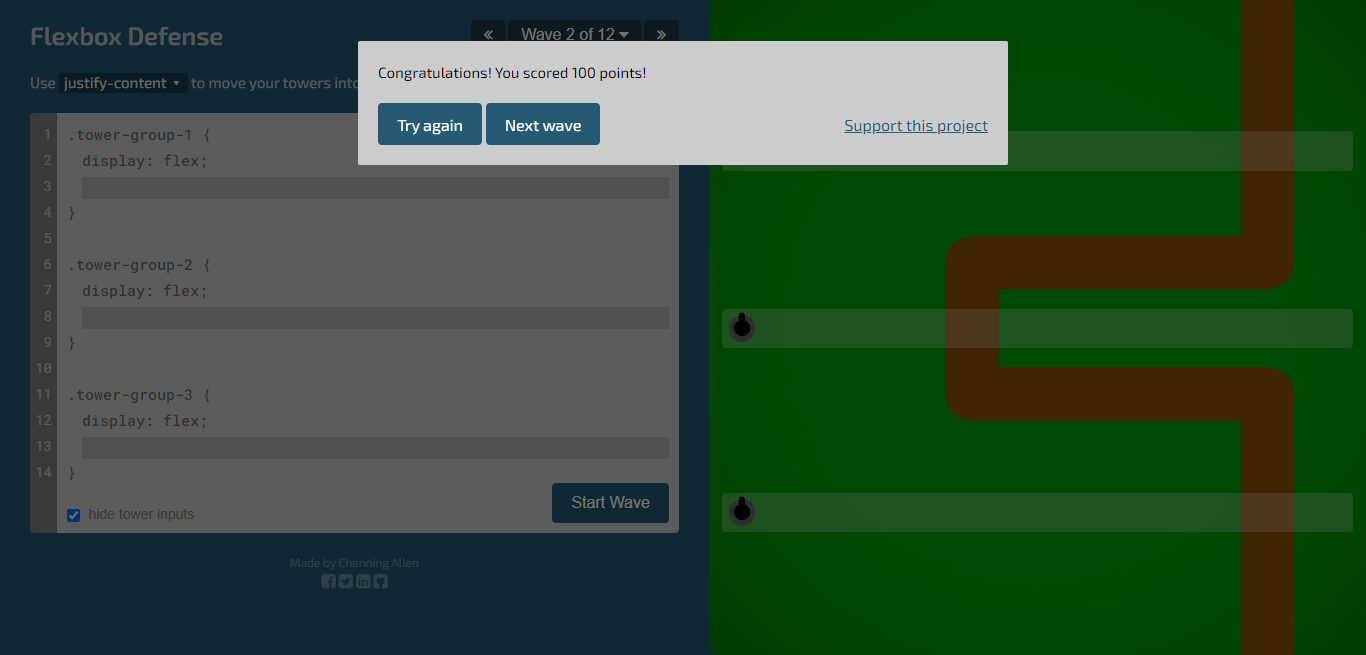 Flexbox Defense
« Wave 2 of 12 »
Use justify-content to move your towers into
Congratulations! You scored 100 points!
Try again Next wave Support this project
1 .tower-group-1 {
2 display: flex;
3
4 }
5
6 .tower-group-2 {
7 display: flex;
8
9 }
10
11 .tower-group-3 {
12 display: flex;
13
14 }
Start Wave
hide tower inputs
Made by Channing Allen